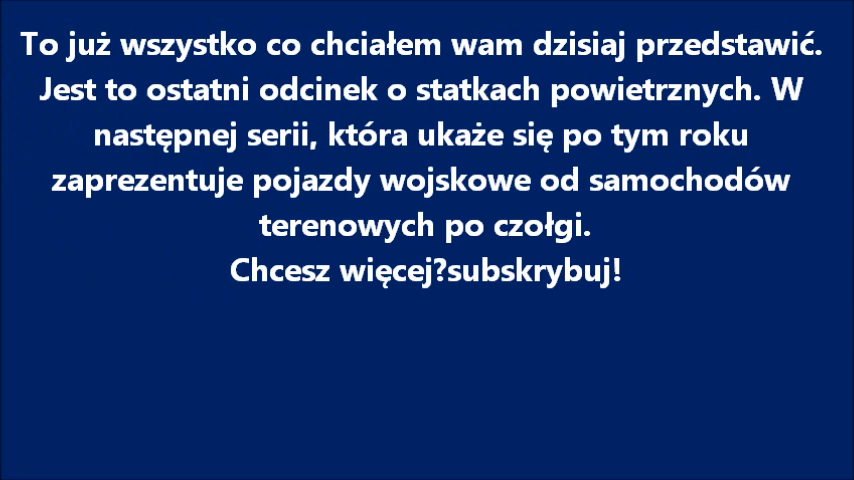 To już wszystko co chciałem wam dzisiaj przedstawić.
Jest to ostatni odcinek o statkach powietrznych. W
następnej serii, która ukaże się po tym roku
zaprezentuje pojazdy wojskowe od samochodów
terenowych po czołgi.
Chcesz więcej?subskrybuj!